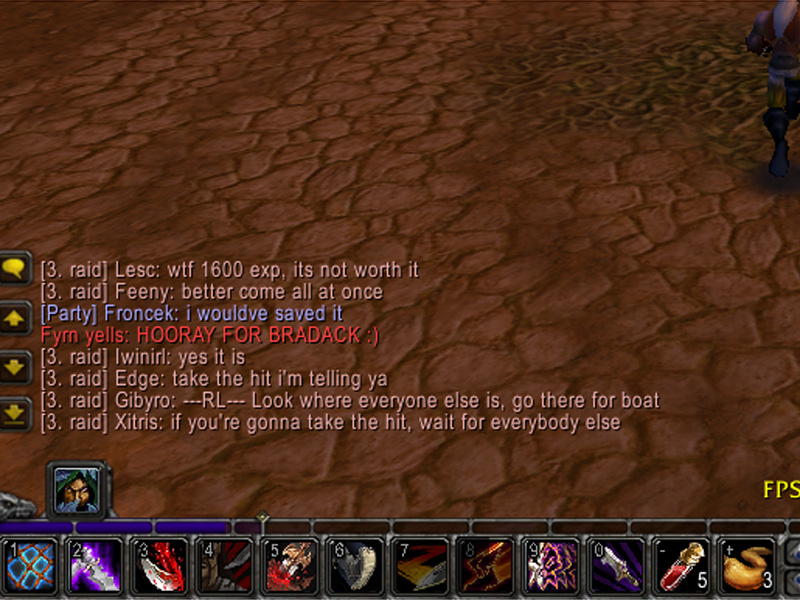 [3. raid] Lesc: wtf 1600 exp, its not worth it
[3. raid] Feeny: better come all at once
[Party] Froncek: i wouldve saved it
Fyrn yells: HOORAY FOR BRADACK :)
[3. raid] Iwinirl: yes it is
[3. raid] Edge: take the hit i'm telling ya
[3. raid] Gibyro: ---RL--- Look where everyone else is, go there for boat
[3. raid] Xitris: if you're gonna take the hit, wait for everybody else
FPS
1 2 3 4 5 6 7 8 9 0 - +
5 3